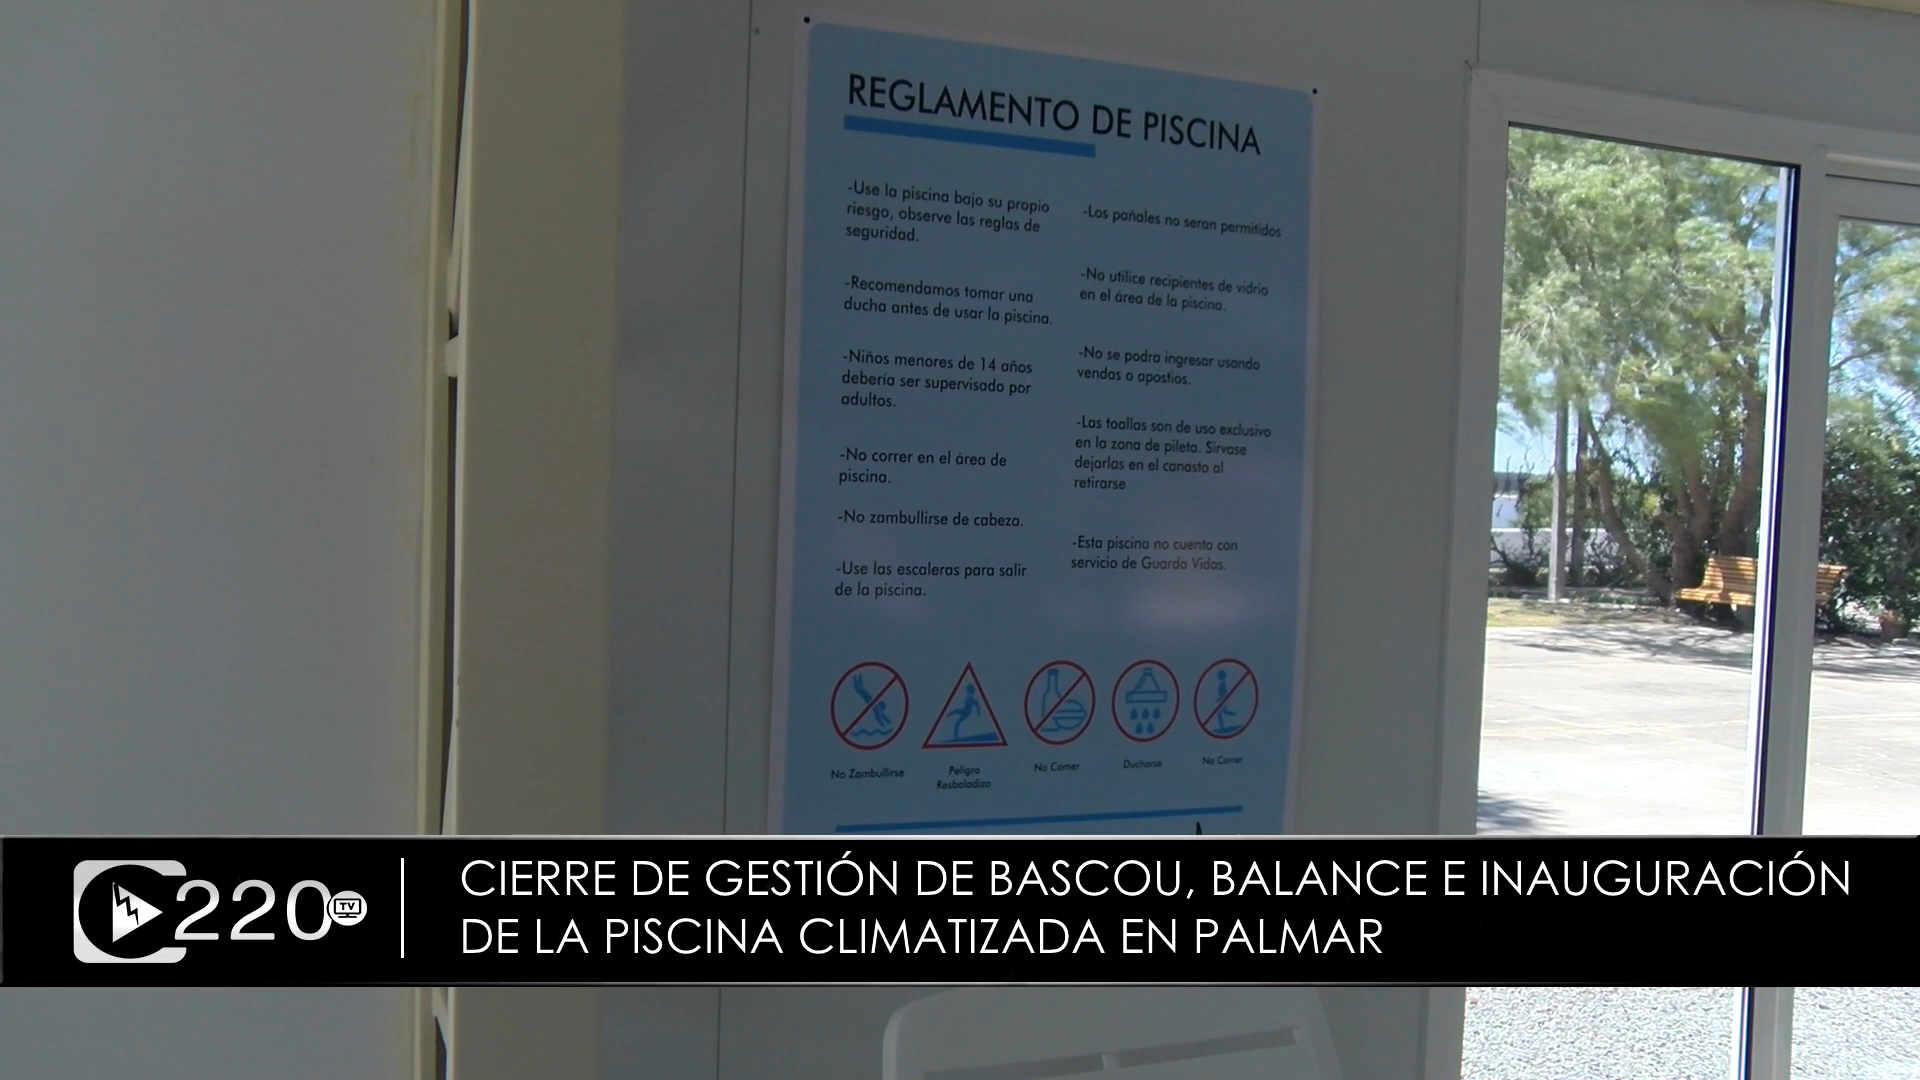 REGLAMENTO DE PISCINA
-Use la piscina bajo su propio
riesgo, observe las reglas de
seguridad.
-Recomendamos tomar una
ducha antes de usar la piscina.
-Niños menores de 14 años
debería ser supervisado por
adultos.
-No correr en el área de
piscina.
-No zambullirse de cabeza.
-Use las escaleras para salir
de la piscina.
-Los pañales no seran permitidos
-No utilice recipientes de vidrio
en el área de la piscina.
-No se podra ingresar usando
vendas o apostios.
-Las toallas son de uso exclusivo
en la zona de pileta. Sirvase
dejarlas en el canasto al
retirarse
-Esta piscina no cuenta con
servicio de Guarda Vidas.
No Zambullirse
Peligro
Resbaladizo
No Comer
Ducharse
No Correr
C220 TV
CIERRE DE GESTIÓN DE BASCOU, BALANCE E INAUGURACIÓN
DE LA PISCINA CLIMATIZADA EN PALMAR